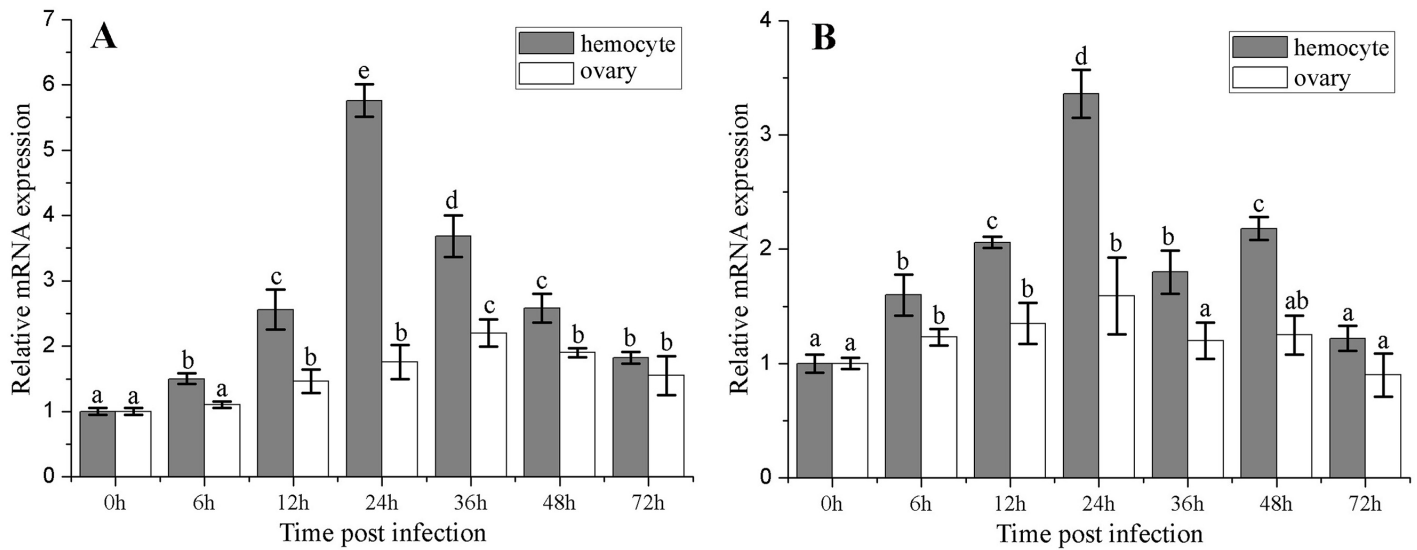 A
hemocyte
ovary
Relative mRNA expression
7
6
5
4
3
2
1
0
a a
b a
c b
e b
d c
c b
b b
0h 6h 12h 24h 36h 48h 72h
Time post infection
B
hemocyte
ovary
Relative mRNA expression
4
3
2
1
0
a a
b b
c b
d b
b a
c ab
a a
0h 6h 12h 24h 36h 48h 72h
Time post infection